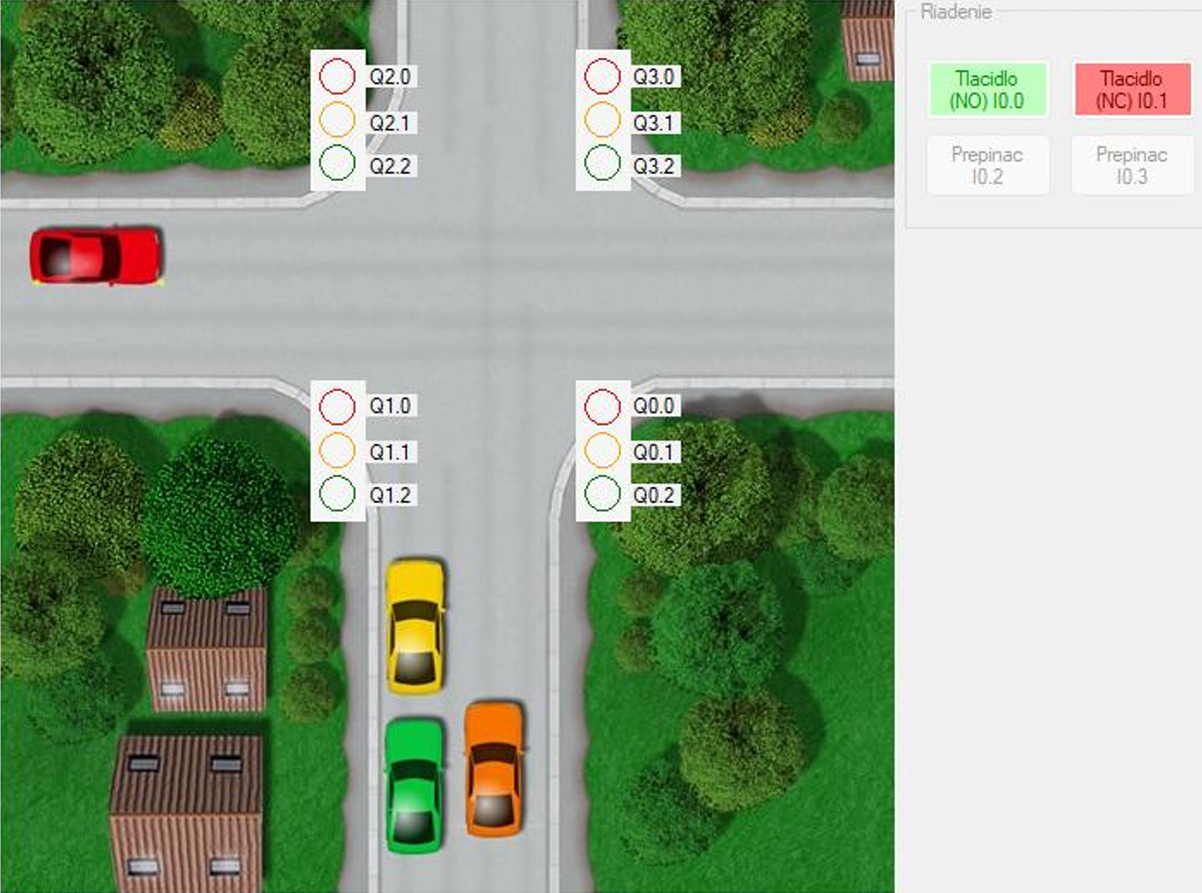 Riadenie
Q2.0
Q3.0
Tlacidlo
(NO) I0.0
Tlacidlo
(NC) I0.1
Q2.1
Q3.1
Q2.2
Q3.2
Prepinac
I0.2
Prepinac
I0.3
Q1.0
Q0.0
Q1.1
Q0.1
Q1.2
Q0.2